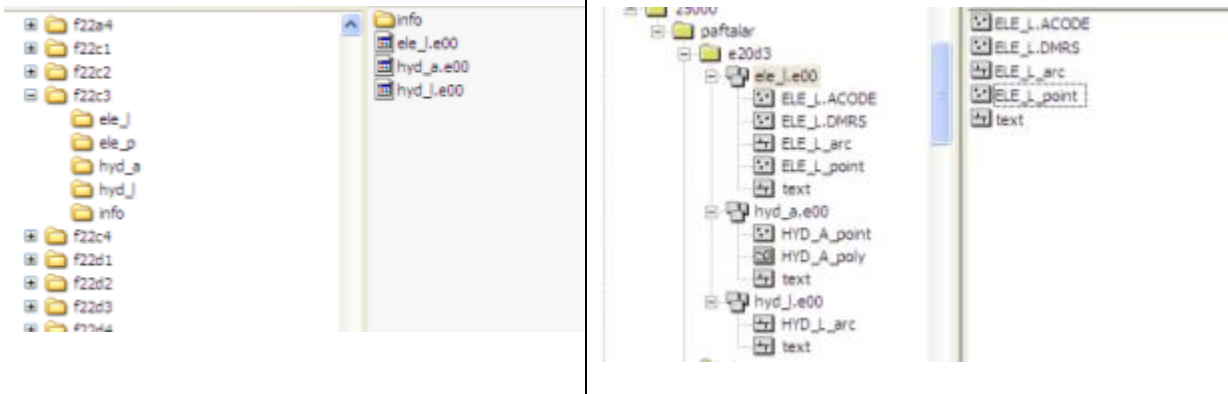 f22a4
f22c1
f22c2
f22c3
ele_l
ele_p
hyd_a
hyd_l
info
f22c4
f22d1
f22d2
f22d3
f22d4
info
ele_l.e00
hyd_a.e00
hyd_l.e00
25000
paftalar
e20d3
ele_l.e00
ELE_L.ACODE
ELE_L.DMRS
ELE_L_arc
ELE_L_point
text
hyd_a.e00
HYD_A_point
HYD_A_poly
text
hyd_l.e00
HYD_L_arc
text
ELE_L.ACODE
ELE_L.DMRS
ELE_L_arc
ELE_L_point
text